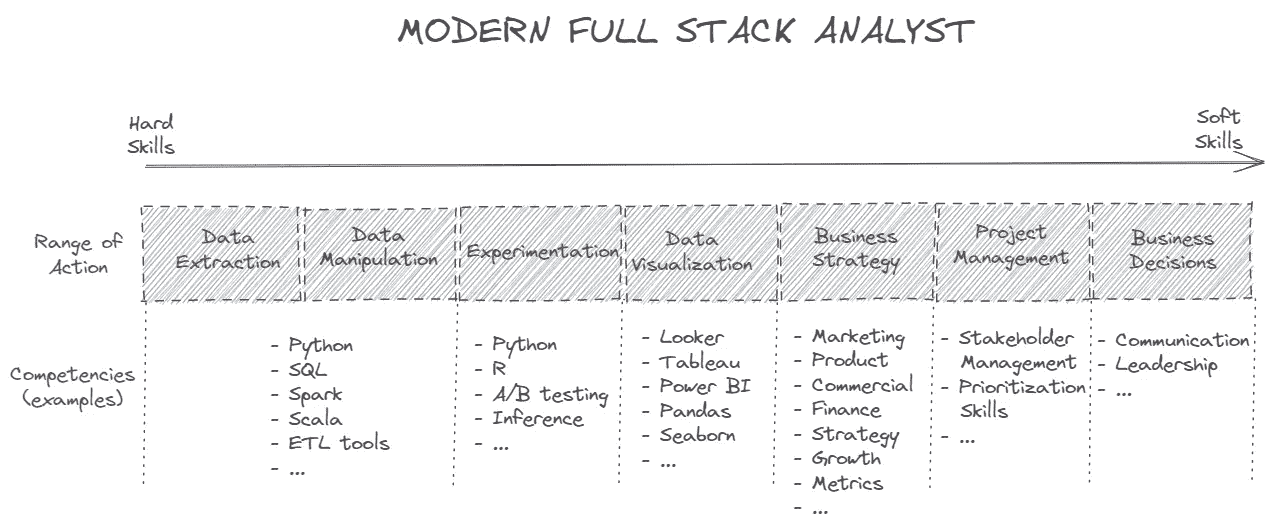 MODERN FULL STACK ANALYST
Hard
Skills
Soft
Skills
Range of
Action
Data
Extraction
Data
Manipulation
Experimentation
Data
Visualization
Business
Strategy
Project
Management
Business
Decisions
Competencies
(examples)
- Python
- SQL
- Spark
- Scala
- ETL tools
- ...
- Python
- R
- A/B testing
- Inference
- ...
- Looker
- Tableau
- Power BI
- Pandas
- Seaborn
- ...
- Marketing
- Product
- Commercial
- Finance
- Strategy
- Growth
- Metrics
- ...
- Stakeholder
Management
- Prioritization
Skills
- ...
- Communication
- Leadership
- ...